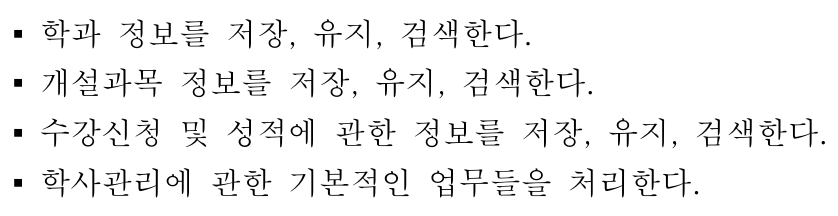 ▪ 학과 정보를 저장, 유지, 검색한다.
▪ 개설과목 정보를 저장, 유지, 검색한다.
▪ 수강신청 및 성적에 관한 정보를 저장, 유지, 검색한다.
▪ 학사관리에 관한 기본적인 업무들을 처리한다.